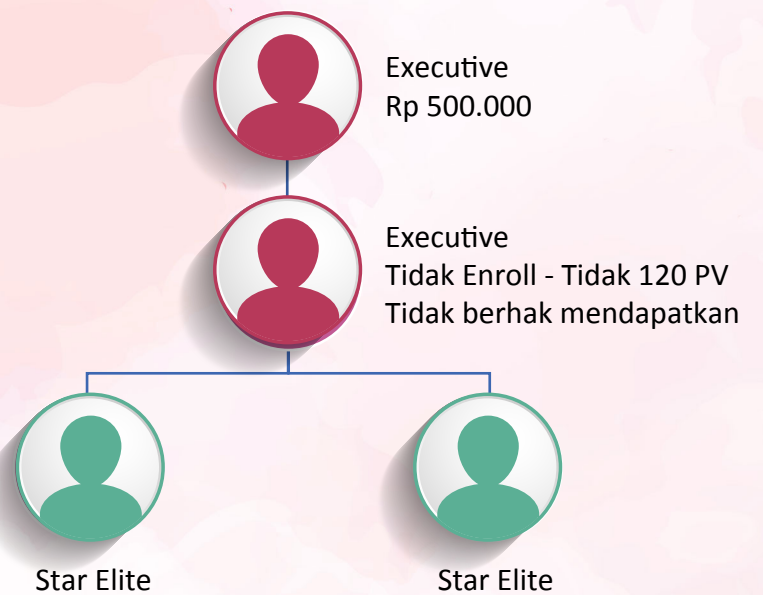 Executive
Rp 500.000
Executive
Tidak Enroll - Tidak 120 PV
Tidak berhak mendapatkan
Star Elite
Star Elite